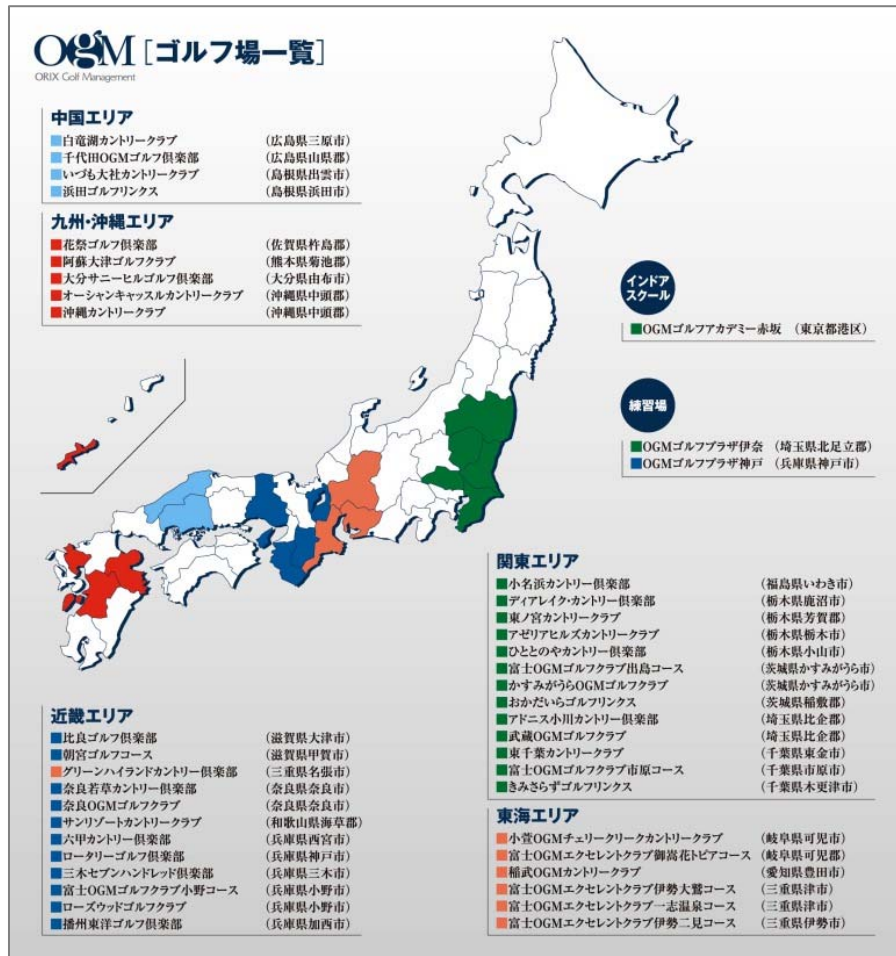 OGM[ゴルフ場一覧]
ORIX Golf Management
中国エリア
■白竜湖カントリークラブ (広島県三原市)
■千代田OGMゴルフ倶楽部 (広島県山県郡)
■いづも大社カントリークラブ (島根県出雲市)
■浜田ゴルフリンクス (島根県浜田市)
九州・沖縄エリア
■花祭ゴルフ倶楽部 (佐賀県杵島郡)
■阿蘇大津ゴルフクラブ (熊本県菊池郡)
■大分サニーヒルゴルフ倶楽部 (大分県由布市)
■オーシャンキャッスルカントリークラブ (沖縄県中頭郡)
■沖縄カントリークラブ (沖縄県中頭郡)
インドア
スクール
■OGMゴルフアカデミー赤坂 (東京都港区)
練習場
■OGMゴルフプラザ伊奈 (埼玉県北足立郡)
■OGMゴルフプラザ神戸 (兵庫県神戸市)
関東エリア
■小名浜カントリー倶楽部 (福島県いわき市)
■ディアレイク・カントリー倶楽部 (栃木県鹿沼市)
■東ノ宮カントリークラブ (栃木県芳賀郡)
■アゼリアヒルズカントリークラブ (栃木県栃木市)
■ひととのやカントリー倶楽部 (栃木県小山市)
■富士OGMゴルフクラブ出島コース (茨城県かすみがうら市)
■かすみがうらOGMゴルフクラブ (茨城県かすみがうら市)
■おかだいらゴルフリンクス (茨城県稲敷郡)
■アドニス小川カントリー倶楽部 (埼玉県比企郡)
■武蔵OGMゴルフクラブ (埼玉県比企郡)
■東千葉カントリークラブ (千葉県東金市)
■富士OGMゴルフクラブ市原コース (千葉県市原市)
■きみさらずゴルフリンクス (千葉県木更津市)
近畿エリア
■比良ゴルフ倶楽部 (滋賀県大津市)
■朝宮ゴルフコース (滋賀県甲賀市)
■グリーンハイランドカントリー倶楽部 (三重県名張市)
■奈良若草カントリー倶楽部 (奈良県奈良市)
■奈良OGMゴルフクラブ (奈良県奈良市)
■サンリゾートカントリークラブ (和歌山県海草郡)
■六甲カントリー倶楽部 (兵庫県西宮市)
■ロータリーゴルフ倶楽部 (兵庫県神戸市)
■三木セブンハンドレッド倶楽部 (兵庫県三木市)
■富士OGMゴルフクラブ小野コース (兵庫県小野市)
■ローズウッドゴルフクラブ (兵庫県小野市)
■播州東洋ゴルフ倶楽部 (兵庫県加西市)
東海エリア
■小萱OGMチェリークリークカントリークラブ (岐阜県可児市)
■富士OGMエクセレントクラブ御嵩花トピアコース (岐阜県可児郡)
■稲武OGMカントリークラブ (愛知県豊田市)
■富士OGMエクセレントクラブ伊勢大鷲コース (三重県津市)
■富士OGMエクセレントクラブ一志温泉コース (三重県津市)
■富士OGMエクセレントクラブ伊勢二見コース (三重県伊勢市)